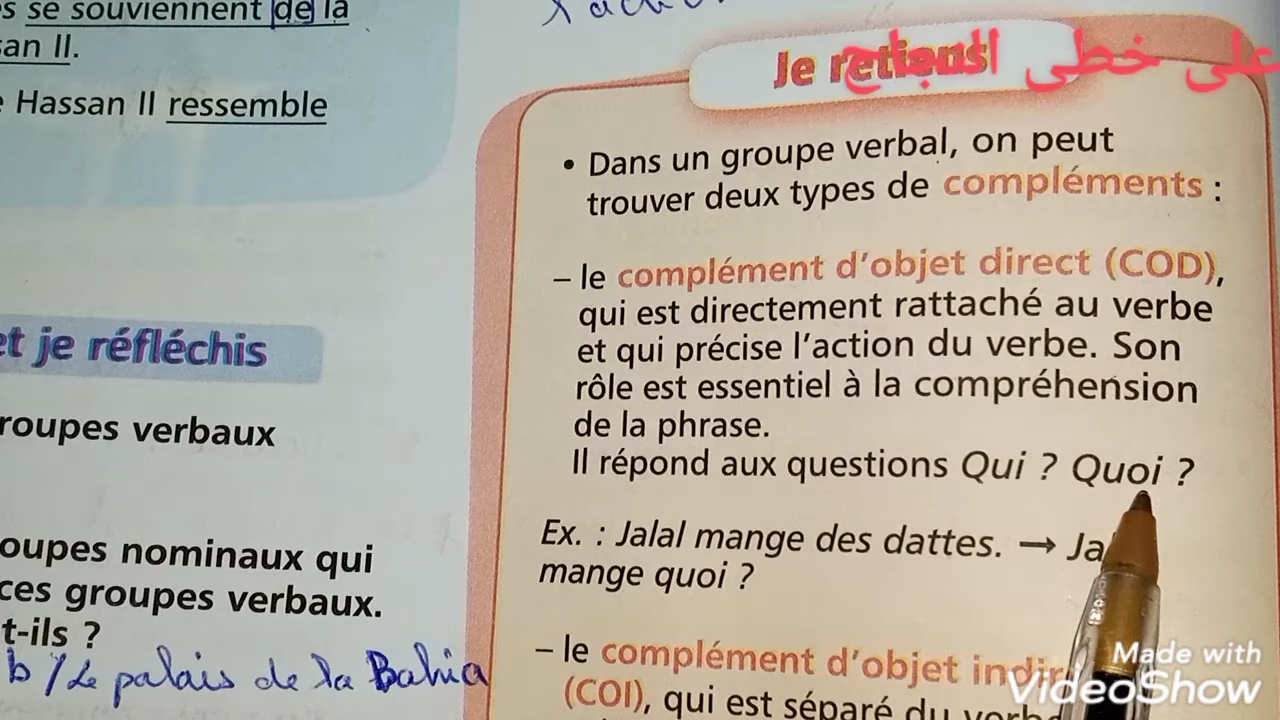 se souviennent de la
san II.
Hassan II ressemble
et je réfléchis
roupes verbaux
oupes nominaux qui
ces groupes verbaux.
t-ils ?
b/Le palais de la Bahia
على خطى النجاح
Je retiens
• Dans un groupe verbal, on peut
trouver deux types de compléments :
– le complément d'objet direct (COD),
qui est directement rattaché au verbe
et qui précise l'action du verbe. Son
rôle est essentiel à la compréhension
de la phrase.
Il répond aux questions Qui ? Quoi ?
Ex. : Jalal mange des dattes. → Ja
mange quoi ?
– le complément d'objet indir
(COI), qui est séparé du verbe
Made with
VideoShow